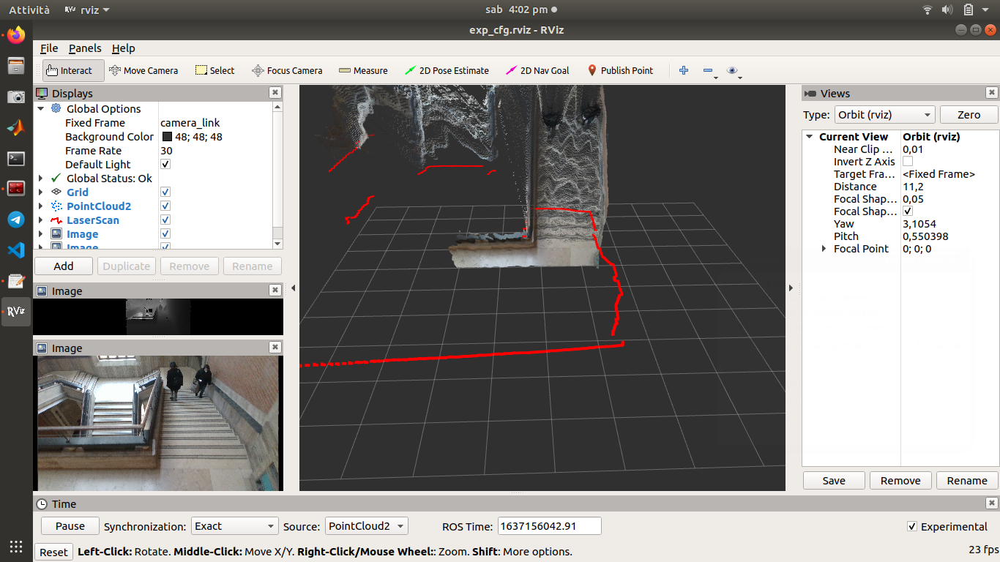 Attività RViz rviz sab 4:02 pm
exp_cfg.rviz - RViz
File Panels Help
Interact Move Camera Select Focus Camera Measure 2D Pose Estimate 2D Nav Goal Publish Point
Displays
Global Options
Fixed Frame camera_link
Background Color 48; 48; 48
Frame Rate 30
Default Light
Global Status: Ok
Grid
PointCloud2
LaserScan
Image
Image
Add Duplicate Remove Rename
Image
Image
Views
Type: Orbit (rviz) Zero
Current View Orbit (rviz)
Near Clip ... 0,01
Invert Z Axis
Target Fra... <Fixed Frame>
Distance 11,2
Focal Shap... 0,05
Focal Shap...
Yaw 3,1054
Pitch 0,550398
Focal Point 0; 0; 0
Save Remove Rename
RViz
Time
Pause Synchronization: Exact Source: PointCloud2 ROS Time: 1637156042.91 Experimental
Reset Left-Click: Rotate. Middle-Click: Move X/Y. Right-Click/Mouse Wheel:: Zoom. Shift: More options. 23 fps